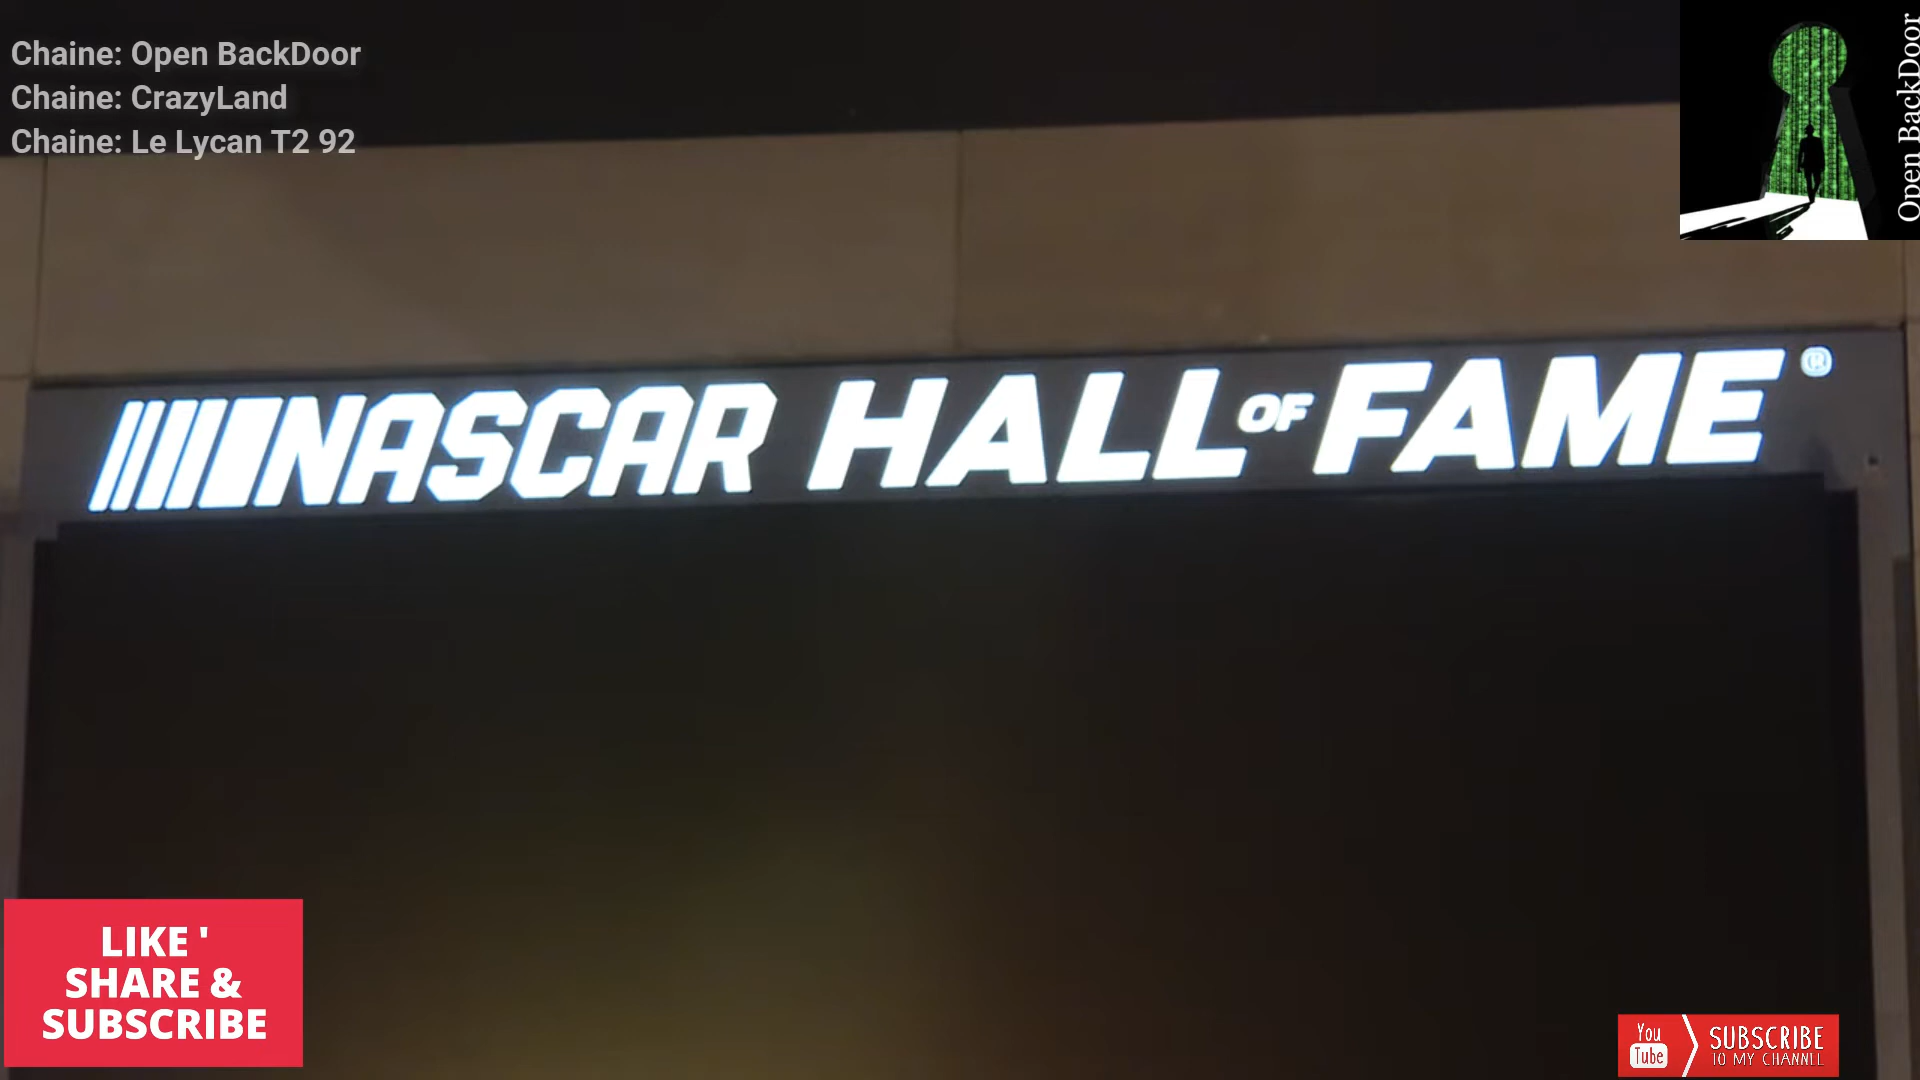 Chaine: Open BackDoor
Chaine: CrazyLand
Chaine: Le Lycan T2 92
Open BackDoor
NASCAR HALL OF FAME®
LIKE '
SHARE &
SUBSCRIBE
You
Tube
SUBSCRIBE
TO MY CHANNEL